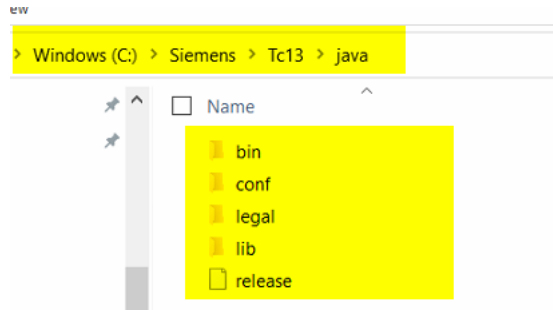 ew
> Windows (C:) > Siemens > Tc13 > java
Name
bin
conf
legal
lib
release